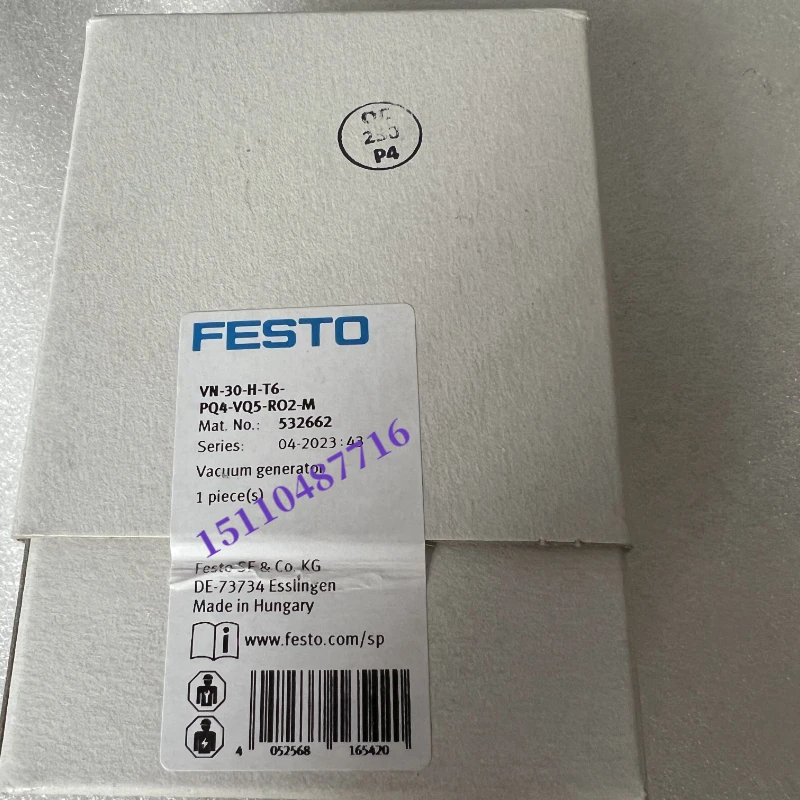 P4
FESTO
VN-30-H-T6-
PQ4-VQ5-RO2-M
Mat. No.: 532662
Series: 04-2023:43
Vacuum generator
1 piece(s)
15110487716
Festo SE & Co. KG
DE-73734 Esslingen
Made in Hungary
i www.festo.com/sp
4 052568 165420